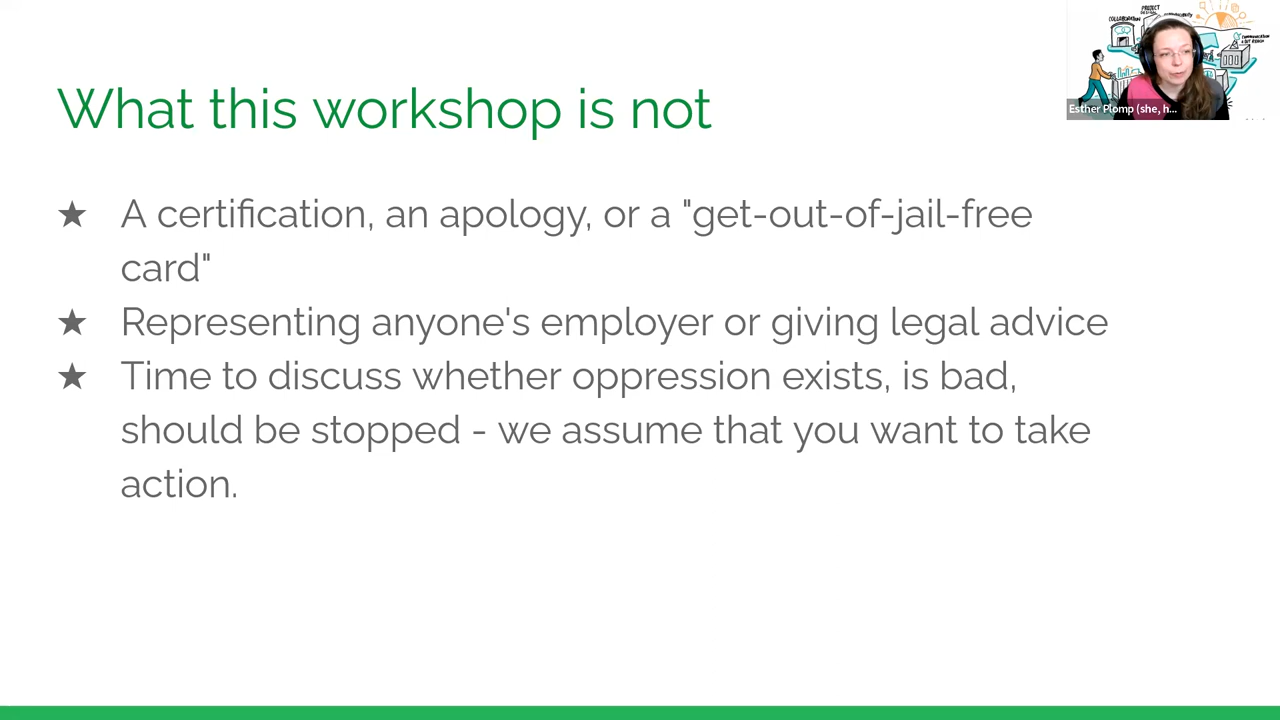 What this workshop is not
★ A certification, an apology, or a "get-out-of-jail-free
card"
★ Representing anyone's employer or giving legal advice
★ Time to discuss whether oppression exists, is bad,
should be stopped - we assume that you want to take
action.
PROJECT
COLLABORATION
Esther Plomp (she, h...